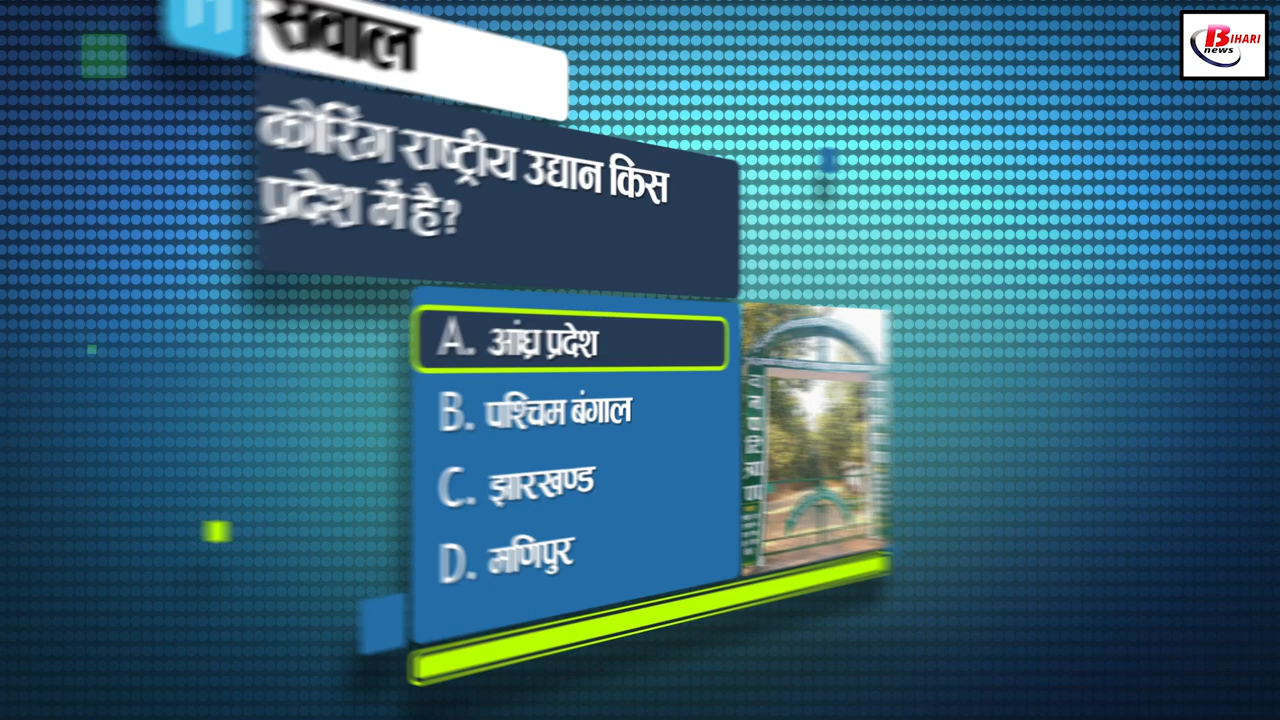 BIHARI
news
सवाल
कोरिंग राष्ट्रीय उद्यान किस
प्रदेश में है?
A. आंध्र प्रदेश
B. पश्चिम बंगाल
C. झारखण्ड
D. मणिपुर